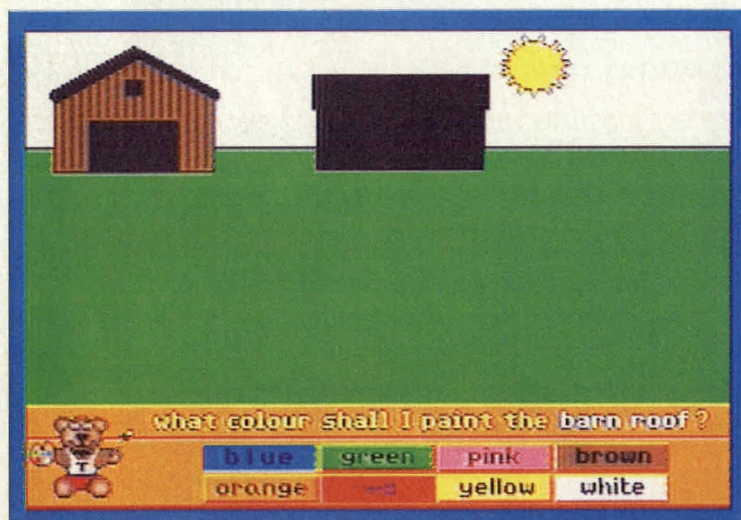 what colour shall I paint the barn roof?
blue green pink brown
orange yellow white
T